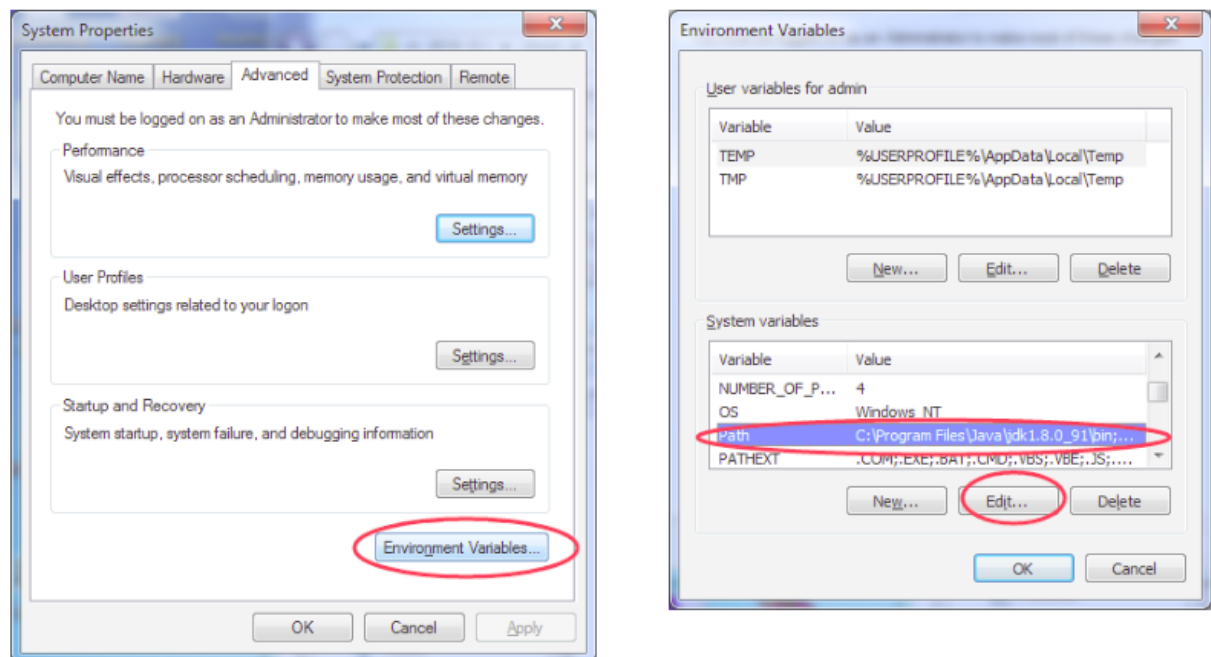 System Properties
Computer Name Hardware Advanced System Protection Remote
You must be logged on as an Administrator to make most of these changes.
Performance
Visual effects, processor scheduling, memory usage, and virtual memory
Settings...
User Profiles
Desktop settings related to your logon
Settings...
Startup and Recovery
System startup, system failure, and debugging information
Settings...
Environment Variables...
OK Cancel Apply
Environment Variables
User variables for admin
Variable Value
TEMP %USERPROFILE%\AppData\Local\Temp
TMP %USERPROFILE%\AppData\Local\Temp
New... Edit... Delete
System variables
Variable Value
NUMBER_OF_P... 4
OS Windows_NT
Path C:\Program Files\Java\jdk1.8.0_91\bin;...
PATHEXT .COM;.EXE;.BAT;.CMD;.VBS;.VBE;.JS;....
New... Edit... Delete
OK Cancel